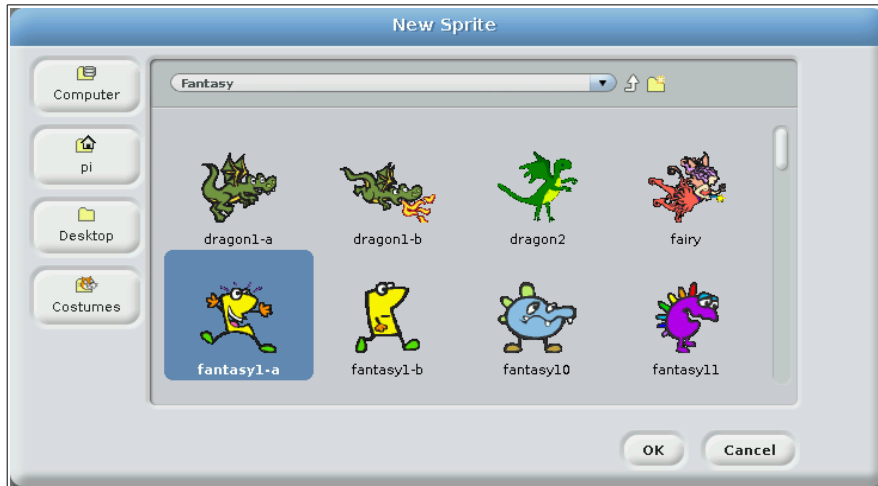 New Sprite
Computer
pi
Desktop
Costumes
Fantasy
dragon1-a
dragon1-b
dragon2
fairy
fantasy1-a
fantasy1-b
fantasy10
fantasy11
OK
Cancel